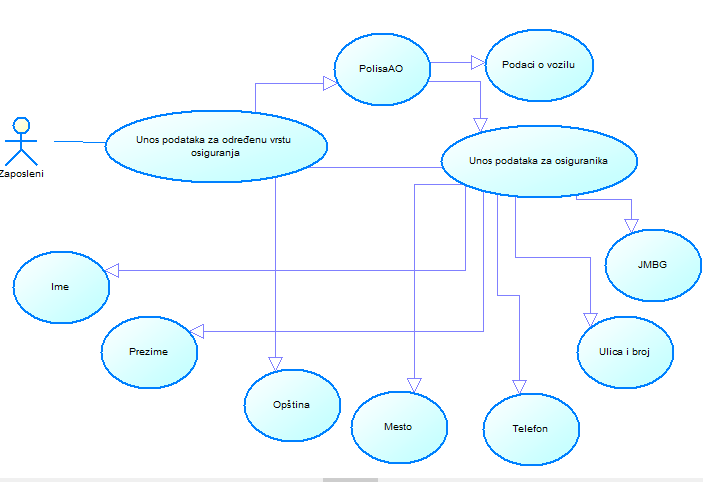 PolisaAO
Podaci o vozilu
Unos podataka za određenu vrstu
osiguranja
Unos podataka za osiguranika
Zaposleni
JMBG
Ime
Prezime
Ulica i broj
Opština
Mesto
Telefon